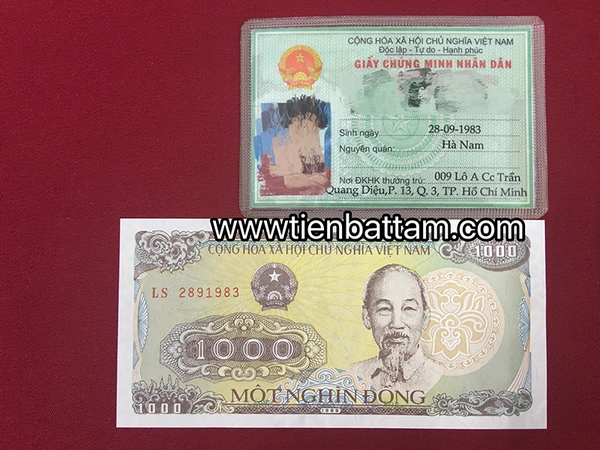 CỘNG HÒA XÃ HỘI CHỦ NGHĨA VIỆT NAM
Độc lập - Tự do - Hạnh phúc
GIẤY CHỨNG MINH NHÂN DÂN
Sinh ngày 28-09-1983
Nguyên quán: Hà Nam
Nơi ĐKHK thường trú: 009 Lô A Cc Trần
Quang Diệu,P. 13, Q. 3, TP. Hồ Chí Minh
www.tienbattam.com
CỘNG HÒA XÃ HỘI CHỦ NGHĨA VIỆT NAM
1000
LS 2891983
1000
MỘT NGHÌN ĐỒNG
1000
1988